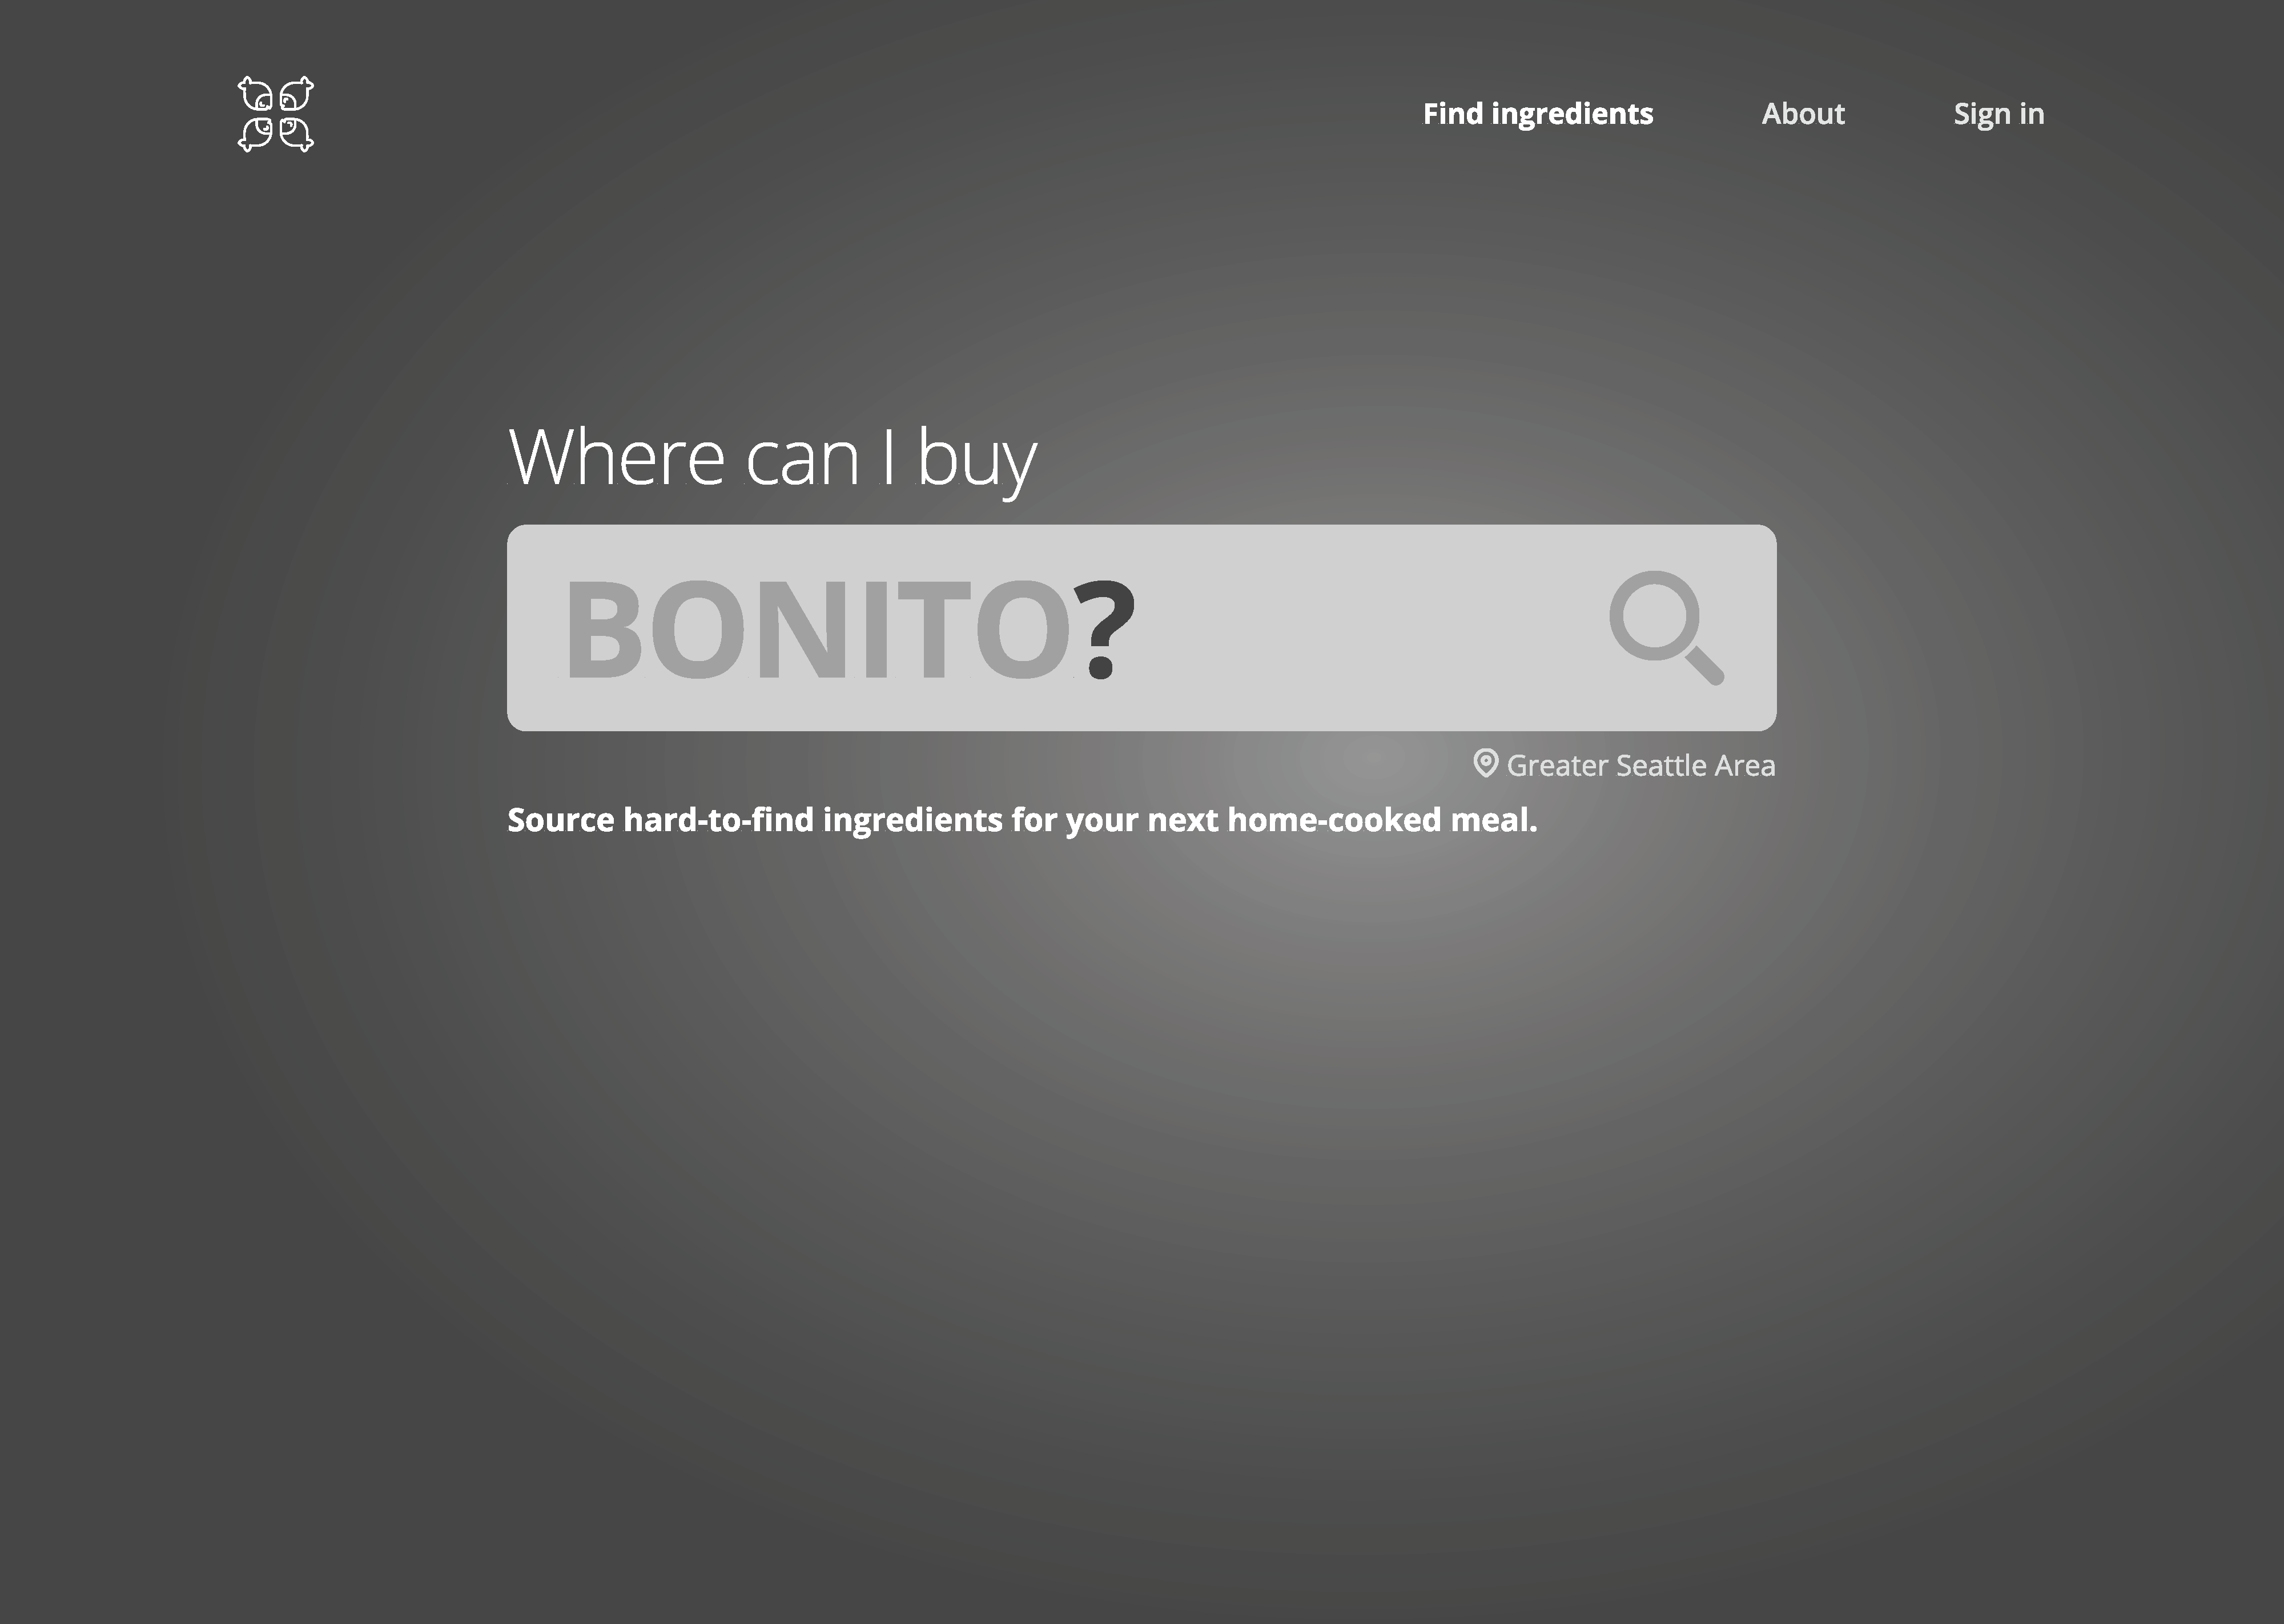 Find ingredients About Sign in
Where can I buy
BONITO?
Greater Seattle Area
Source hard-to-find ingredients for your next home-cooked meal.